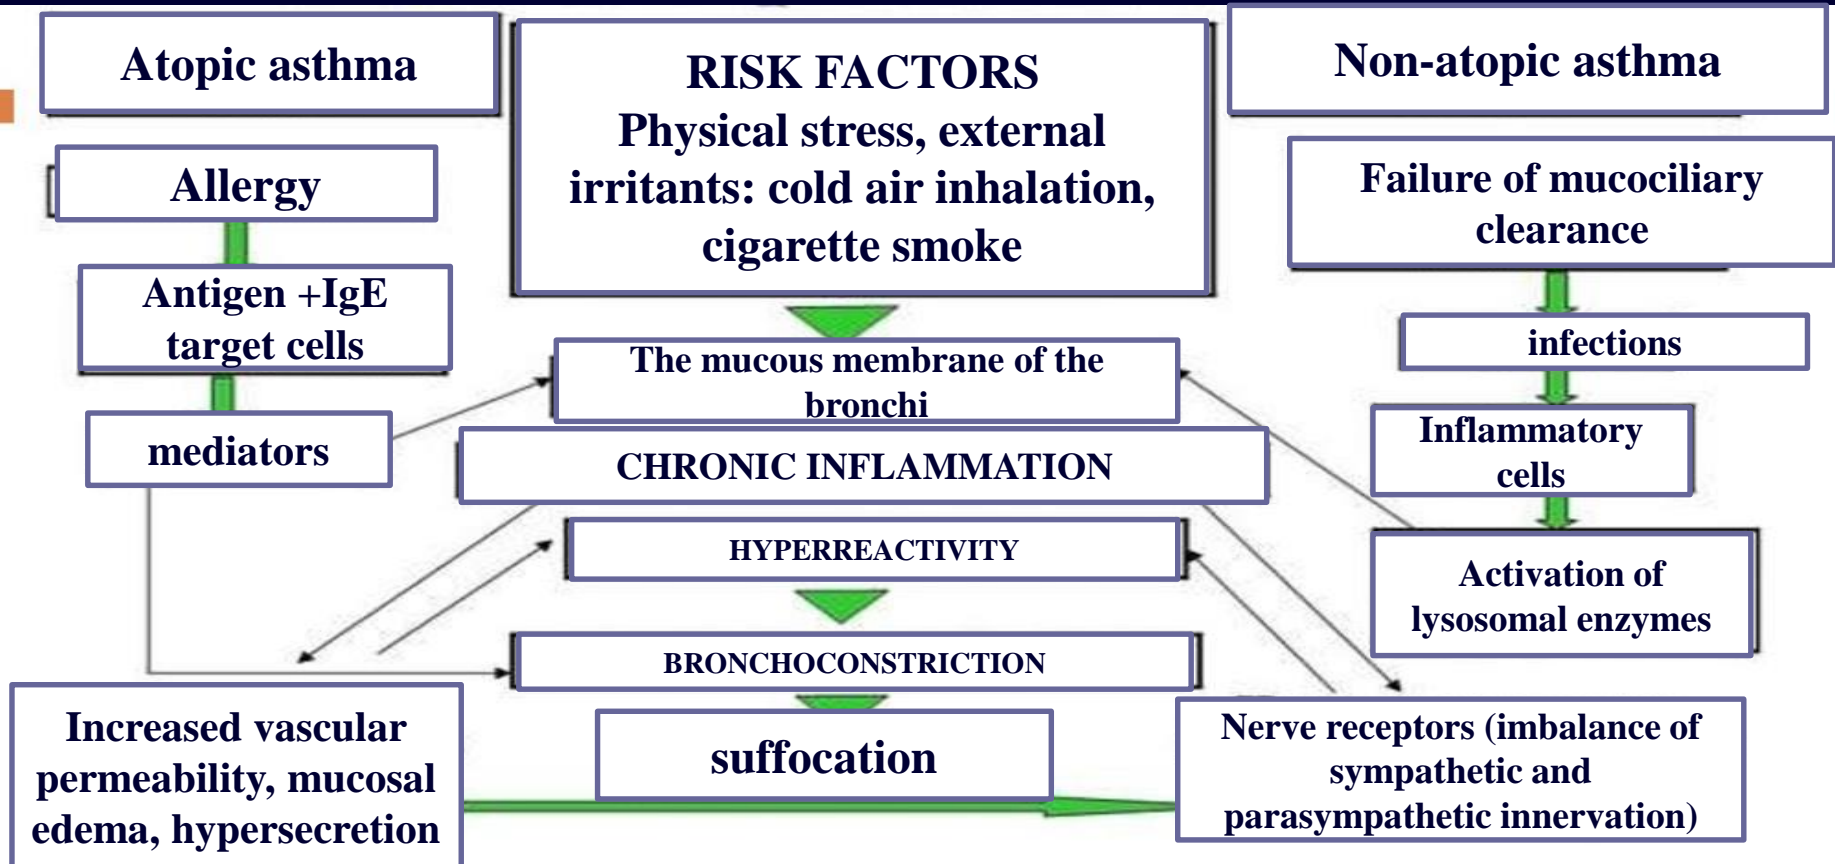 Atopic asthma
RISK FACTORS
Physical stress, external
irritants: cold air inhalation,
cigarette smoke
Non-atopic asthma
Allergy
Failure of mucociliary
clearance
Antigen +IgE
target cells
infections
The mucous membrane of the
bronchi
mediators
Inflammatory
cells
CHRONIC INFLAMMATION
HYPERREACTIVITY
Activation of
lysosomal enzymes
BRONCHOCONSTRICTION
Increased vascular
permeability, mucosal
edema, hypersecretion
suffocation
Nerve receptors (imbalance of
sympathetic and
parasympathetic innervation)